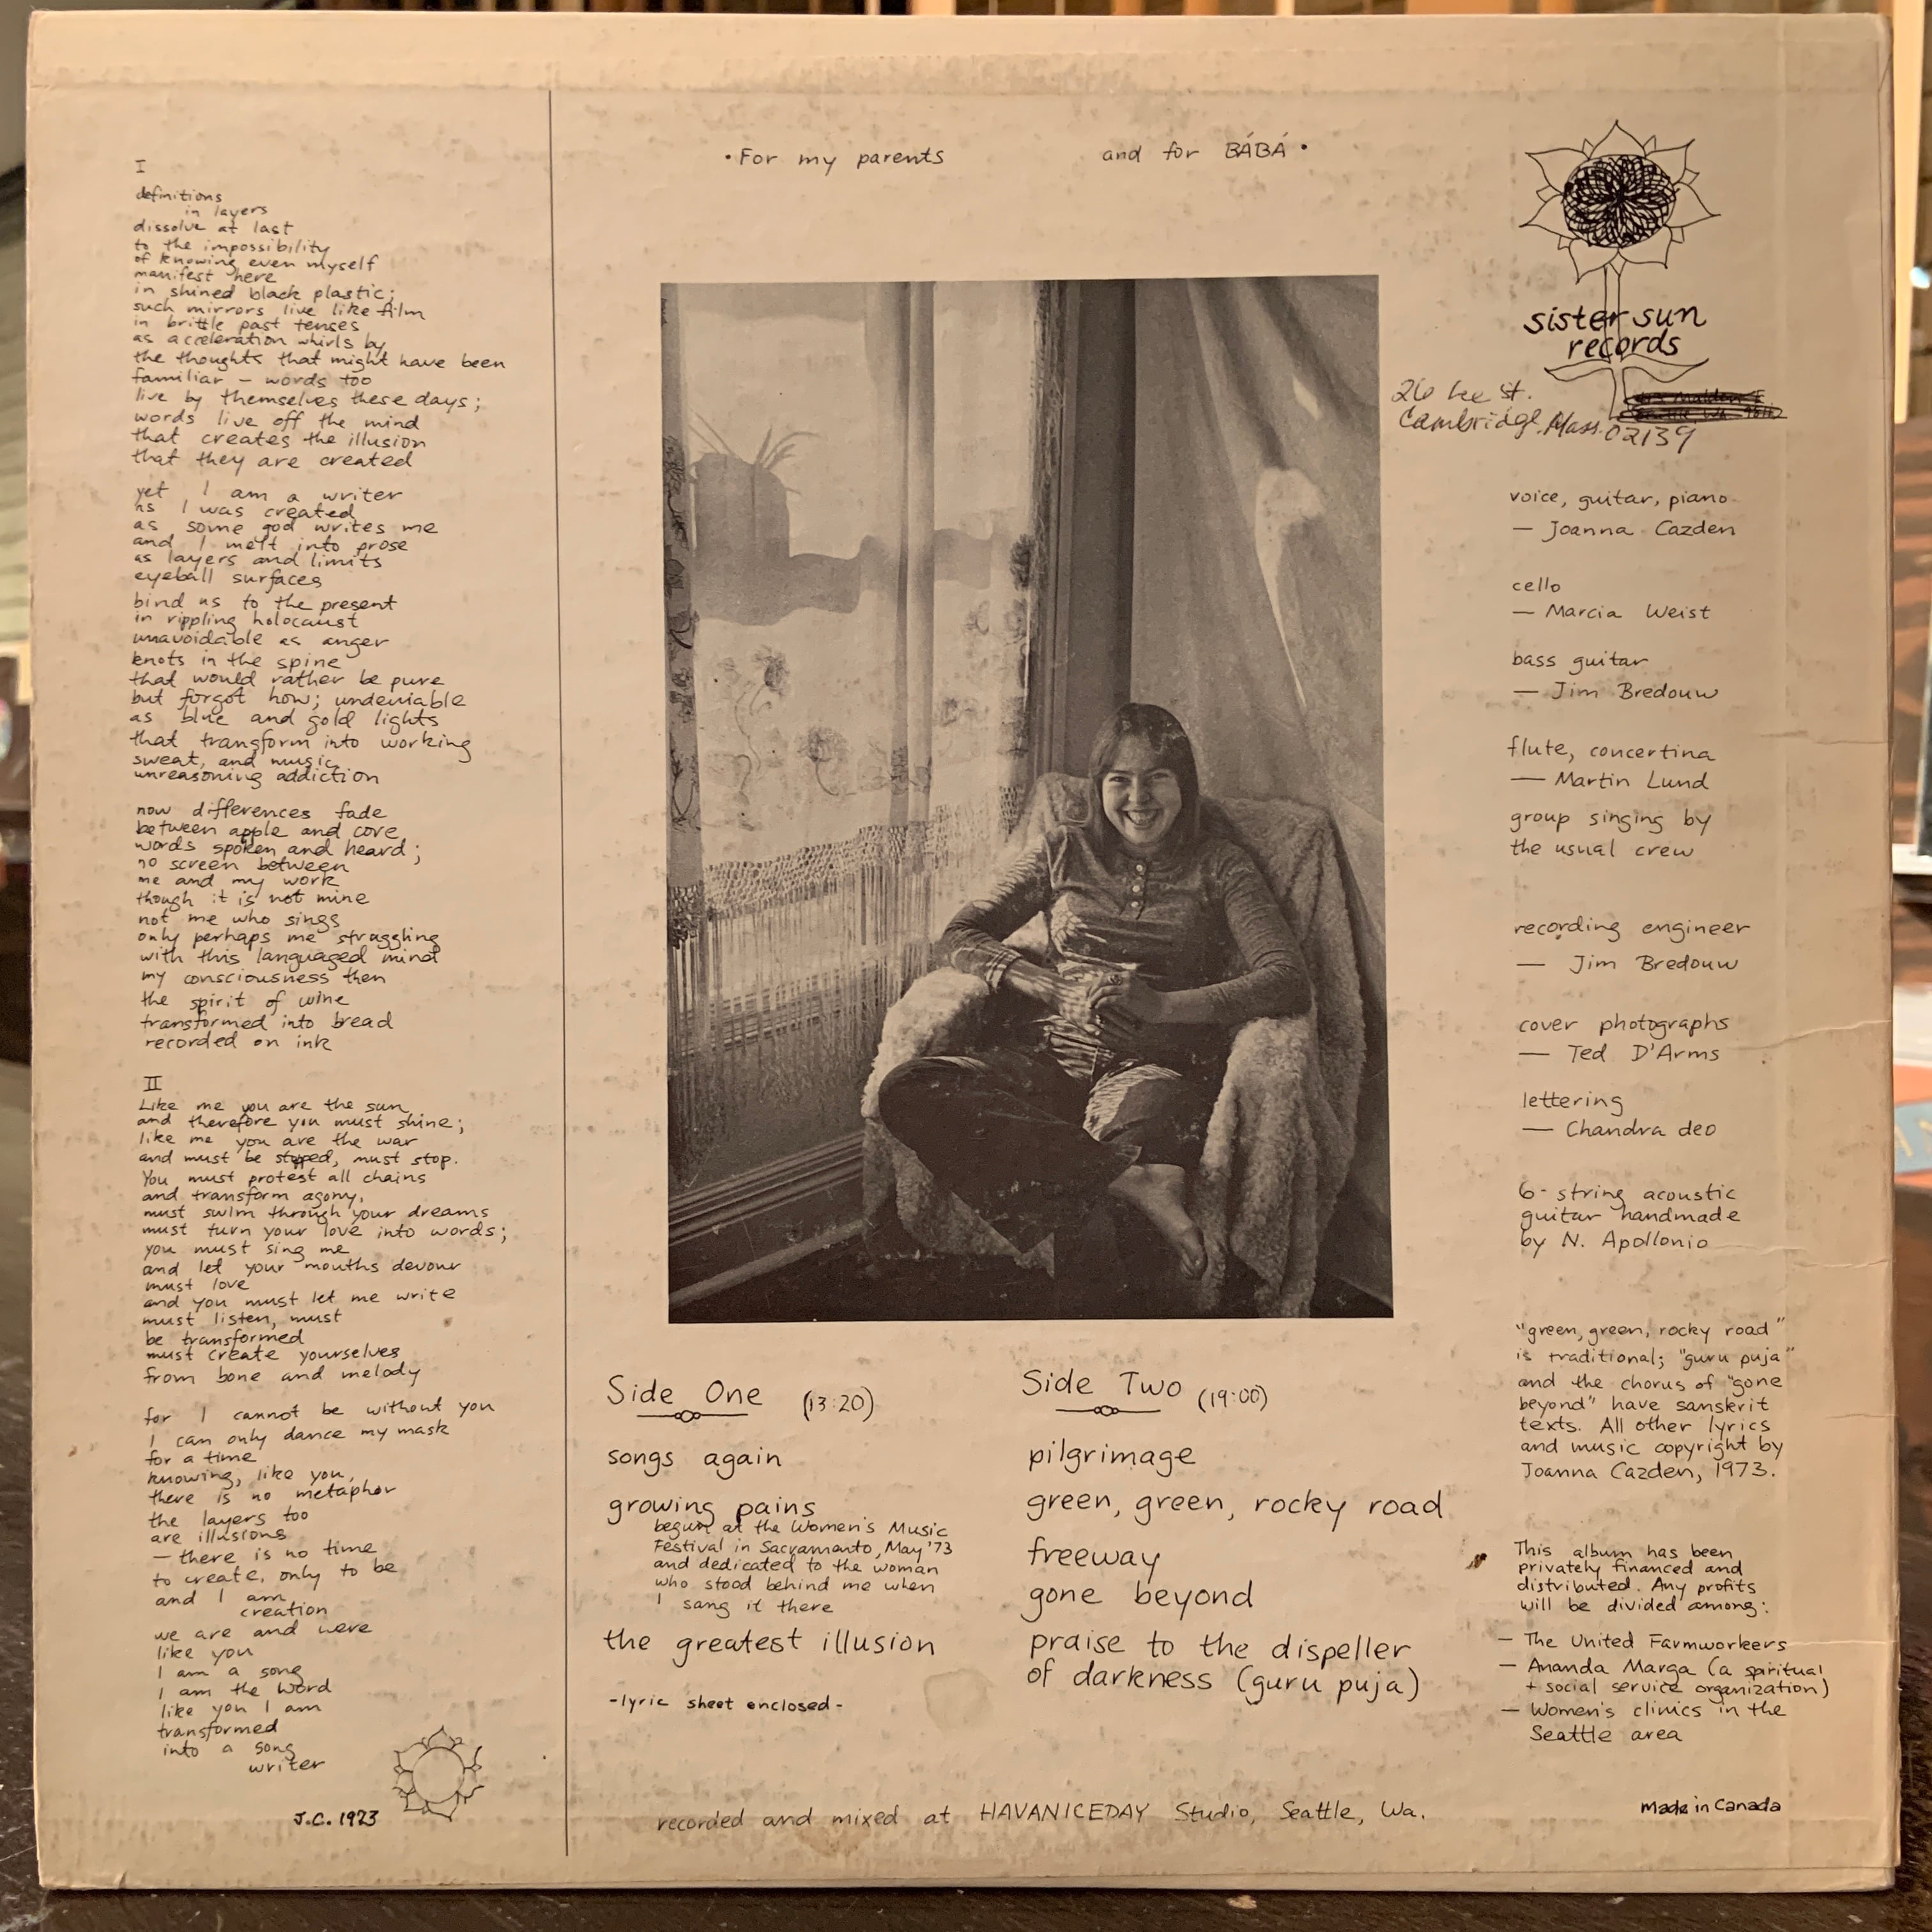 I
definitions
in layers
dissolve at last
to the impossibility
of knowing even myself
manifest here
in shined black plastic;
such mirrors live like film
in brittle past tenses
as acceleration whirls by
the thoughts that might have been
familiar — words too
live by themselves these days;
words live off the mind
that creates the illusion
that they are created
yet, I am a writer
as I was created
as some god writes me
and I melt into prose
as layers and limits
eyeball surfaces
bind us to the present
in rippling holocaust
unavoidable as anger
knots in the spine
that would rather be pure
but forgot how; undeniable
as blue and gold lights
that transform into working
sweat, and music
unreasoning addiction
now differences fade
between apple and core
words spoken and heard;
no screen between
me and my work
though it is not mine
not me who sings
only perhaps me struggling
with this languaged mind
my consciousness then
the spirit of wine
transformed into bread
recorded on ink
II
Like me you are the sun
and therefore you must shine;
like me you are the war
and must be stopped, must stop.
You must protest all chains
and transform agony,
must swim through your dreams
must turn your love into words;
you must sing me
and let your mouths devour
must love
and you must let me write
must listen, must
be transformed
must create yourselves
from bone and melody
for I cannot be without you
I can only dance my mask
for a time
knowing, like you,
there is no metaphor
the layers too
are illusions
— there is no time
to create, only to be
and I am
creation
we are and were
like you
I am a song
I am the Word
like you I am
transformed
into a song
writer
J.C. 1973
• For my parents and for BÁBÁ •
sister sun
records
26 Lee St.
Cambridge, Mass. 02139
voice, guitar, piano
— Joanna Cazden
cello
— Marcia Weist
bass guitar
— Jim Bredouw
flute, concertina
— Martin Lund
group singing by
the usual crew
recording engineer
— Jim Bredouw
cover photographs
— Ted D'Arms
lettering
— Chandra deo
6-string acoustic
guitar handmade
by N. Apollonio
"green, green, rocky road"
is traditional; "guru puja"
and the chorus of "gone
beyond" have sanskrit
texts. All other lyrics
and music copyright by
Joanna Cazden, 1973.
This album has been
privately financed and
distributed. Any profits
will be divided among:
— The United Farmworkers
— Ananda Marga (a spiritual
+ social service organization)
— Women's clinics in the
Seattle area
Made in Canada
Side One (13:20)
songs again
growing pains
begun at the Women's Music
Festival in Sacramanto, May '73
and dedicated to the woman
who stood behind me when
I sang it there
the greatest illusion
-lyric sheet enclosed-
Side Two (19:00)
pilgrimage
green, green, rocky road
freeway
gone beyond
praise to the dispeller
of darkness (guru puja)
recorded and mixed at HAVANICEDAY Studio, Seattle, Wa.